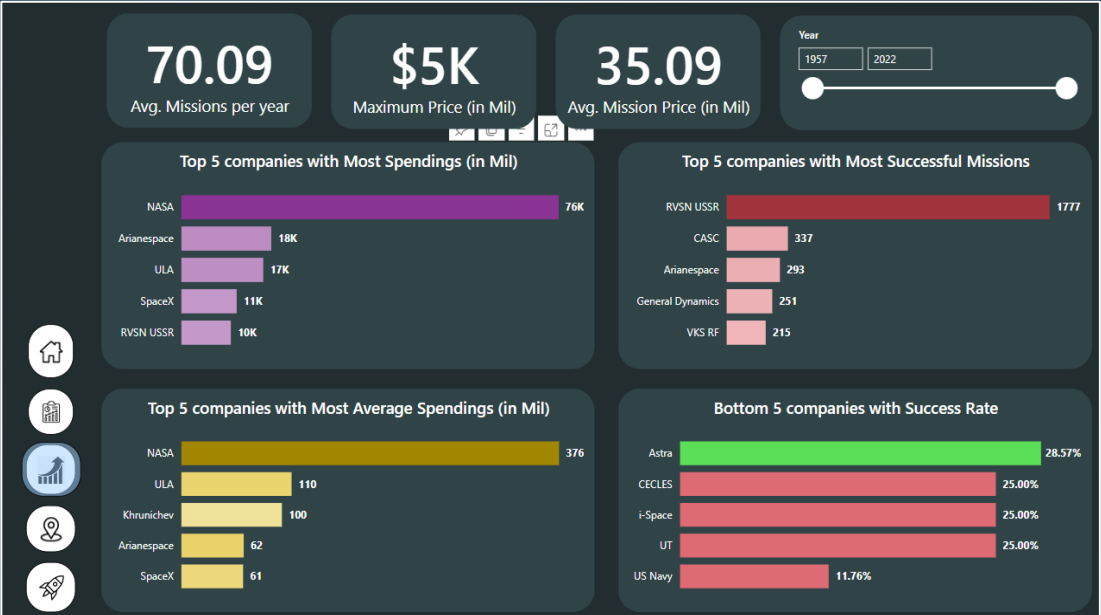 70.09
Avg. Missions per year
$5K
Maximum Price (in Mil)
35.09
Avg. Mission Price (in Mil)
Year
1957 2022
Top 5 companies with Most Spendings (in Mil)
NASA 76K
Arianespace 18K
ULA 17K
SpaceX 11K
RVSN USSR 10K
Top 5 companies with Most Successful Missions
RVSN USSR 1777
CASC 337
Arianespace 293
General Dynamics 251
VKS RF 215
Top 5 companies with Most Average Spendings (in Mil)
NASA 376
ULA 110
Khrunichev 100
Arianespace 62
SpaceX 61
Bottom 5 companies with Success Rate
Astra 28.57%
CECLES 25.00%
i-Space 25.00%
UT 25.00%
US Navy 11.76%